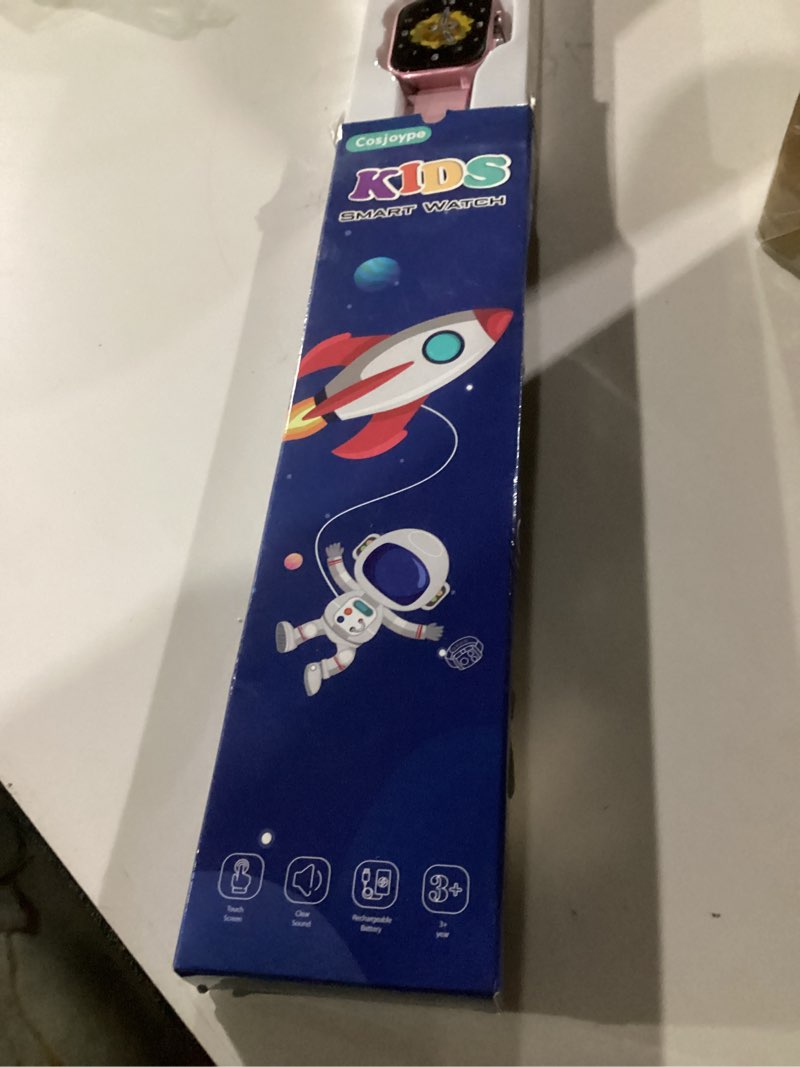 Cosjoype
KIDS
SMART WATCH
Touch
Screen
Clear
Sound
Rechargeable
Battery
3+
3+
year